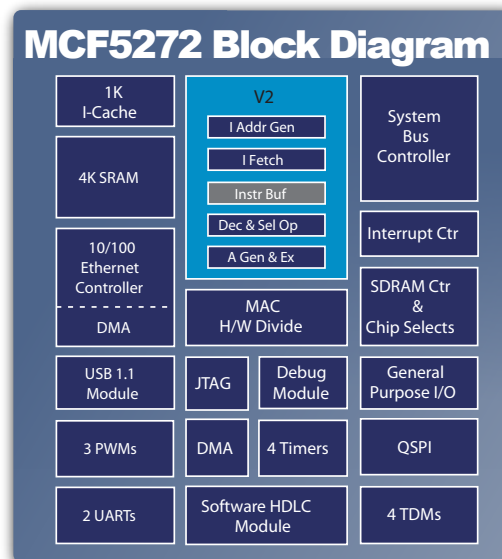 MCF5272 Block Diagram
1K
I-Cache
4K SRAM
10/100
Ethernet
Controller
DMA
USB 1.1
Module
3 PWMs
2 UARTs
V2
I Addr Gen
I Fetch
Instr Buf
Dec & Sel Op
A Gen & Ex
MAC
H/W Divide
JTAG
Debug
Module
DMA
4 Timers
Software HDLC
Module
System
Bus
Controller
Interrupt Ctr
SDRAM Ctr
&
Chip Selects
General
Purpose I/O
QSPI
4 TDMs